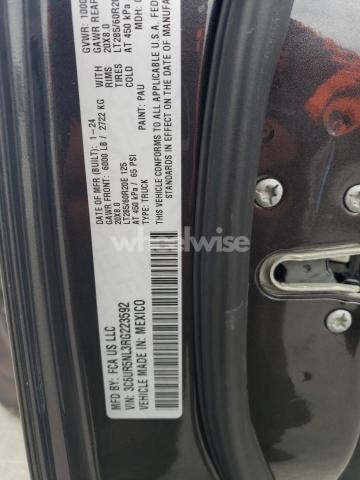 FCA US LLC
DATE OF MFR (BUILT): 1-24
GVWR: 1000
GAWR FRONT: 6000 LB / 2722 KG
WITH
GAWR REAR
20X8.0
RIMS
20X8.0
LT285/60R20E 125
TIRES
LT285/60R20
AT 450 kPa / 65 PSI
COLD
AT 450 kPa
THIS VEHICLE CONFORMS TO ALL APPLICABLE U.S.A. FED
STANDARDS IN EFFECT ON THE DATE OF MANUFA
TYPE: TRUCK
PAINT: PAU
MDH:
3C6UR5NL3RG223592
VEHICLE MADE IN: MEXICO
wheelwise